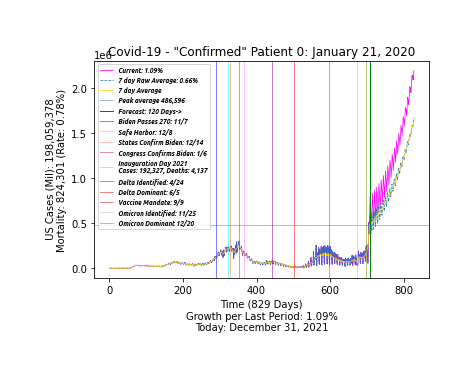 Covid-19 - "Confirmed" Patient 0: January 21, 2020
1e6
US Cases (Mil): 198,059,378
Mortality: 824,301 (Rate: 0.78%)
2.0
1.5
1.0
0.5
0.0
Current: 1.09%
7 day Raw Average: 0.66%
7 day Average
Peak average 486,596
Forecast: 120 Days->
Biden Passes 270: 11/7
Safe Harbor: 12/8
States Confirm Biden: 12/14
Congress Confirms Biden: 1/6
Inauguration Day 2021
Cases: 192,327, Deaths: 4,137
Delta Identified: 4/24
Delta Dominant: 6/5
Vaccine Mandate: 9/9
Omicron Identified: 11/25
Omicron Dominant 12/20
0 200 400 600 800
Time (829 Days)
Growth per Last Period: 1.09%
Today: December 31, 2021